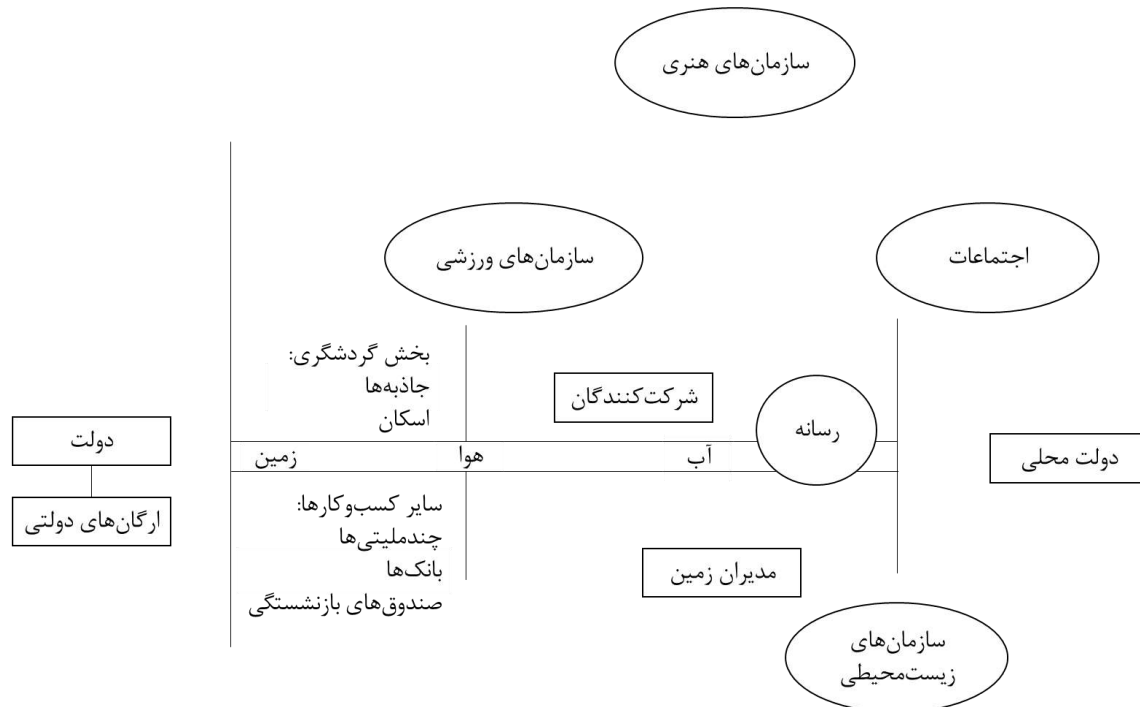 سازمان‌های هنری
سازمان‌های ورزشی
اجتماعات
بخش گردشگری:
جاذبه‌ها
اسکان
شرکت‌کنندگان
رسانه
دولت
زمین
هوا
آب
دولت محلی
ارگان‌های دولتی
سایر کسب‌وکارها:
چندملیتی‌ها
بانک‌ها
صندوق‌های بازنشستگی
مدیران زمین
سازمان‌های
زیست‌محیطی